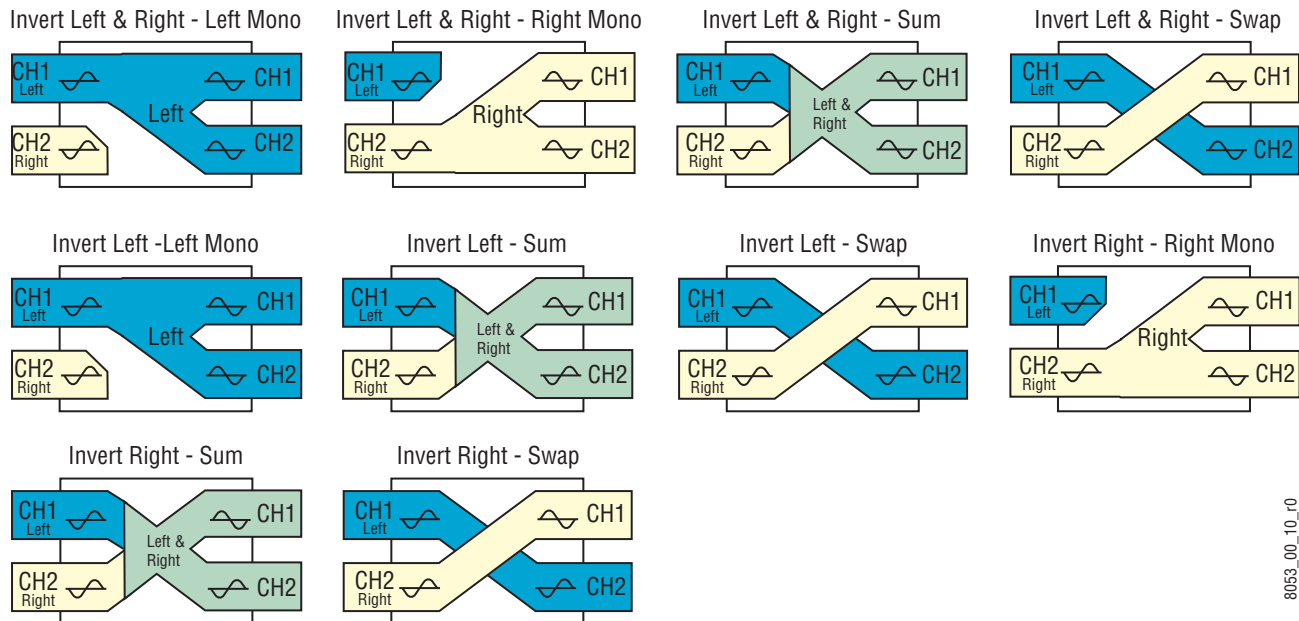 Invert Left & Right - Left Mono
CH1
Left
CH2
Right
Left
CH1
CH2
Invert Left & Right - Right Mono
CH1
Left
CH2
Right
Right
CH1
CH2
Invert Left & Right - Sum
CH1
Left
CH2
Right
Left &
Right
CH1
CH2
Invert Left & Right - Swap
CH1
Left
CH2
Right
CH1
CH2
Invert Left -Left Mono
CH1
Left
CH2
Right
Left
CH1
CH2
Invert Left - Sum
CH1
Left
CH2
Right
Left &
Right
CH1
CH2
Invert Left - Swap
CH1
Left
CH2
Right
CH1
CH2
Invert Right - Right Mono
CH1
Left
CH2
Right
Right
CH1
CH2
Invert Right - Sum
CH1
Left
CH2
Right
Left &
Right
CH1
CH2
Invert Right - Swap
CH1
Left
CH2
Right
CH1
CH2
8053_00_10_r0